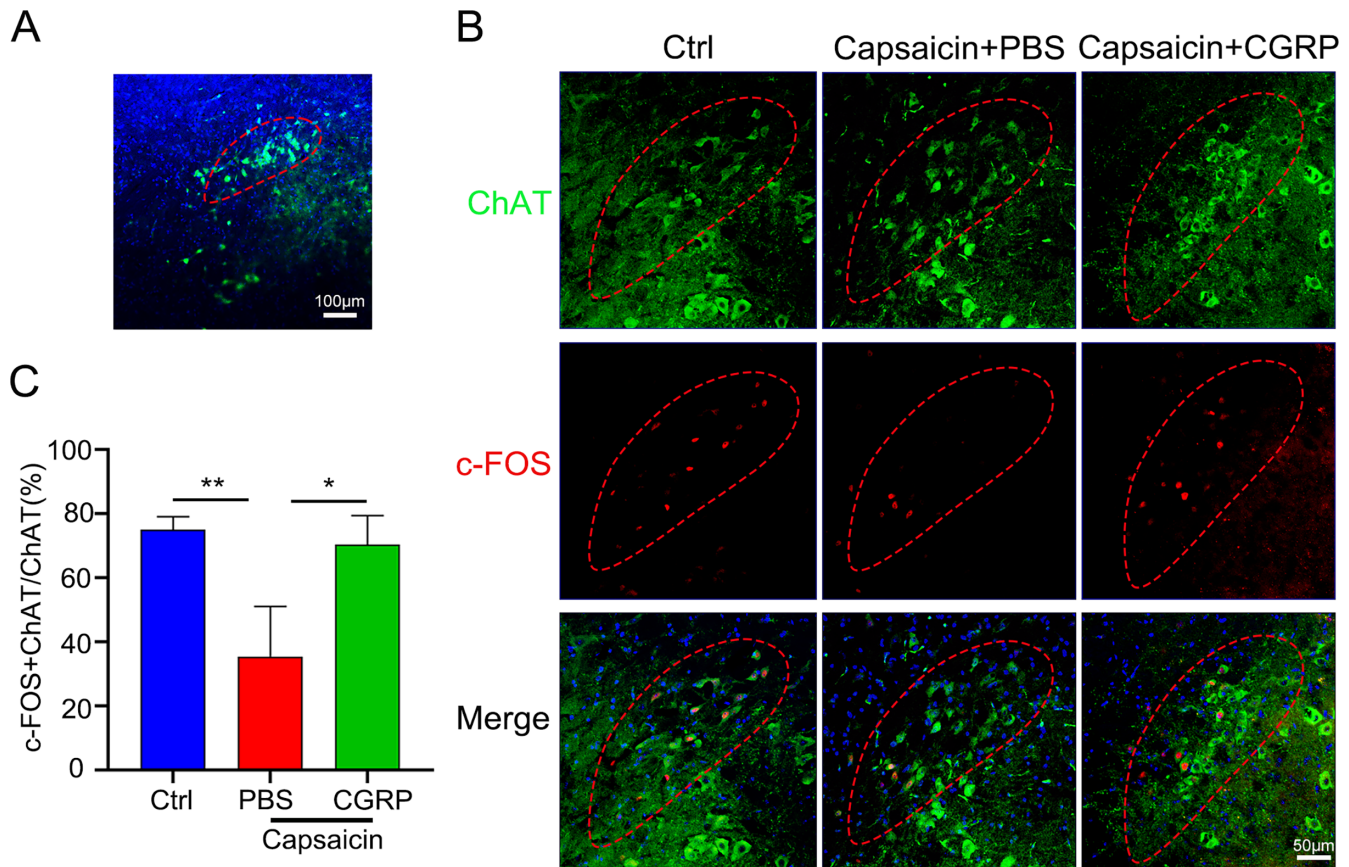 A
100μm
B
Ctrl
Capsaicin+PBS
Capsaicin+CGRP
ChAT
c-FOS
Merge
50μm
C
c-FOS+ChAT/ChAT(%)
100
80
60
40
20
0
**
*
Ctrl
PBS
CGRP
Capsaicin